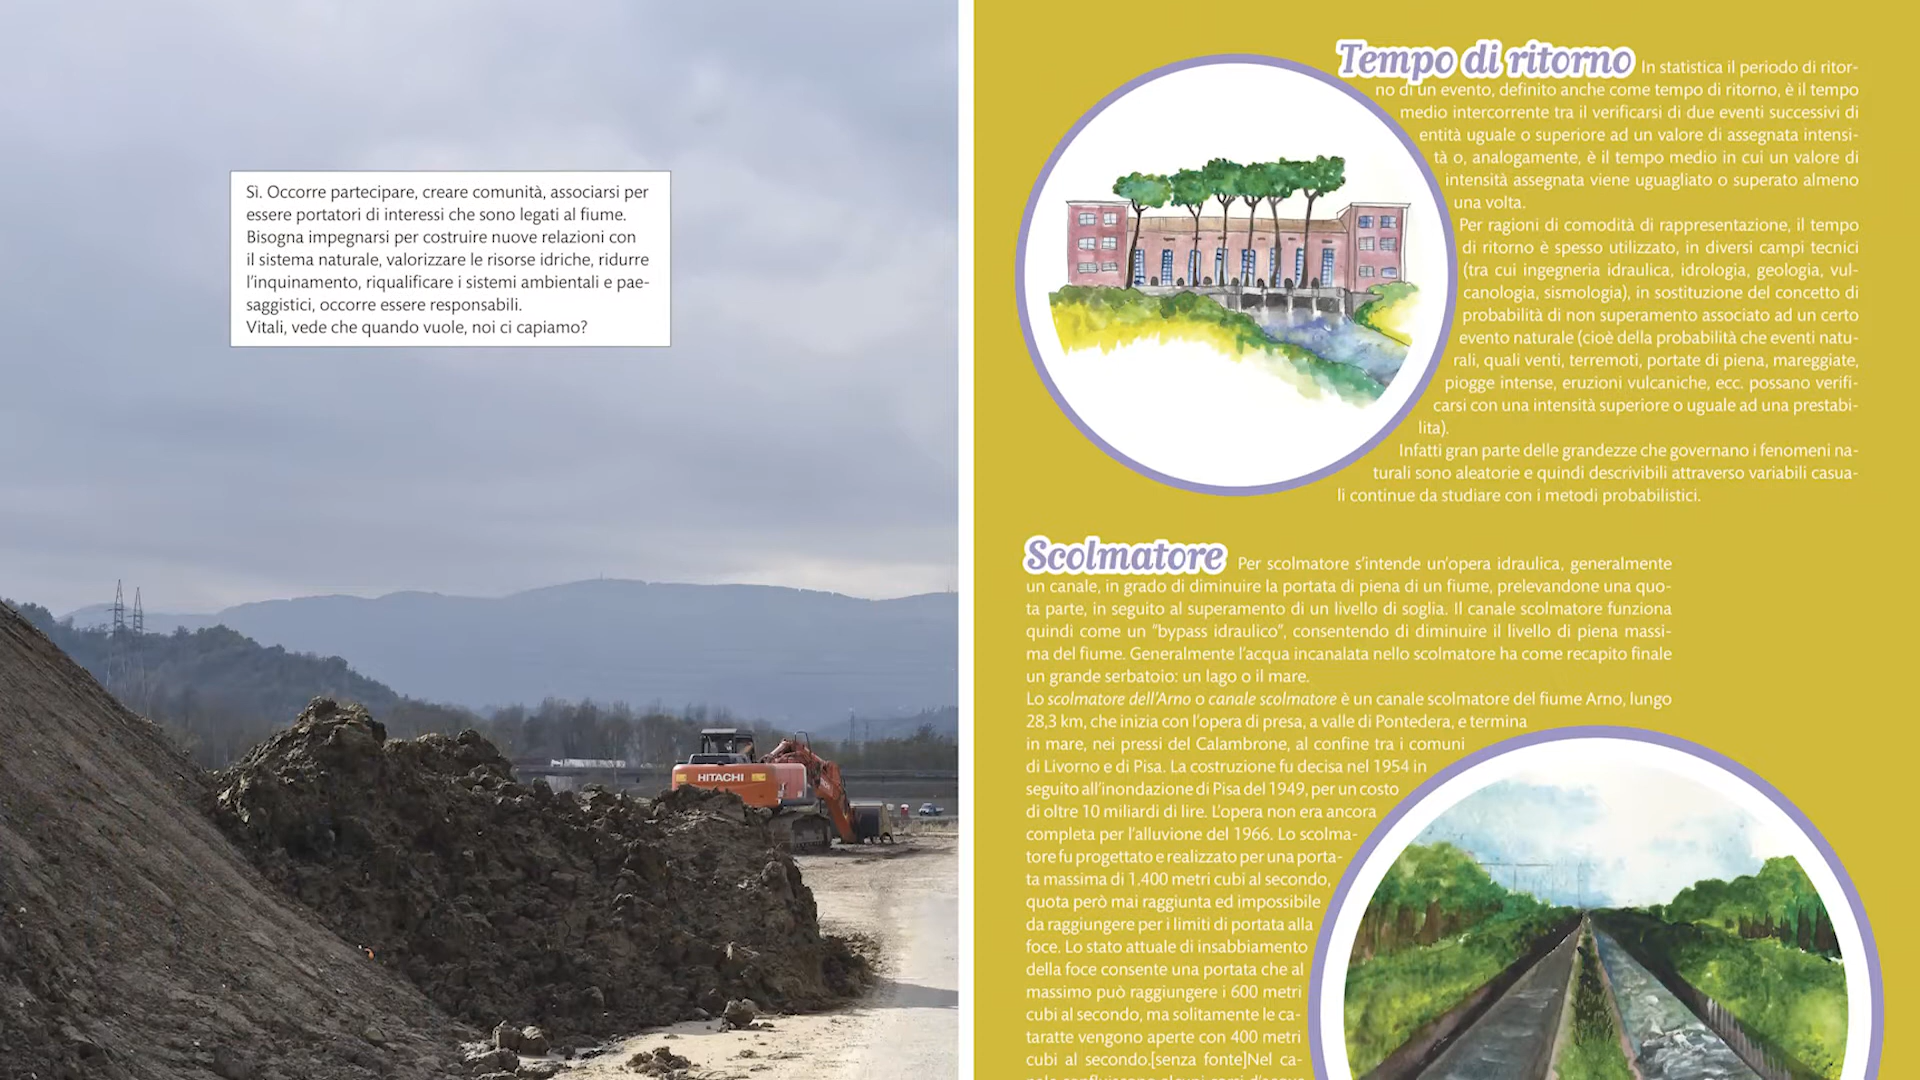 Sì. Occorre partecipare, creare comunità, associarsi per
essere portatori di interessi che sono legati al fiume.
Bisogna impegnarsi per costruire nuove relazioni con
il sistema naturale, valorizzare le risorse idriche, ridurre
l'inquinamento, riqualificare i sistemi ambientali e pae-
saggistici, occorre essere responsabili.
Vitali, vede che quando vuole, noi ci capiamo?
HITACHI
Tempo di ritorno In statistica il periodo di ritor-
no di un evento, definito anche come tempo di ritorno, è il tempo
medio intercorrente tra il verificarsi di due eventi successivi di
entità uguale o superiore ad un valore di assegnata intensi-
tà o, analogamente, è il tempo medio in cui un valore di
intensità assegnata viene uguagliato o superato almeno
una volta.
Per ragioni di comodità di rappresentazione, il tempo
di ritorno è spesso utilizzato, in diversi campi tecnici
(tra cui ingegneria idraulica, idrologia, geologia, vul-
canologia, sismologia), in sostituzione del concetto di
probabilità di non superamento associato ad un certo
evento naturale (cioè della probabilità che eventi natu-
rali, quali venti, terremoti, portate di piena, mareggiate,
piogge intense, eruzioni vulcaniche, ecc. possano verifi-
carsi con una intensità superiore o uguale ad una prestabi-
lita).
Infatti gran parte delle grandezze che governano i fenomeni na-
turali sono aleatorie e quindi descrivibili attraverso variabili casua-
li continue da studiare con i metodi probabilistici.
Scolmatore Per scolmatore s'intende un'opera idraulica, generalmente
un canale, in grado di diminuire la portata di piena di un fiume, prelevandone una quo-
ta parte, in seguito al superamento di un livello di soglia. Il canale scolmatore funziona
quindi come un "bypass idraulico", consentendo di diminuire il livello di piena massi-
ma del fiume. Generalmente l'acqua incanalata nello scolmatore ha come recapito finale
un grande serbatoio: un lago o il mare.
Lo scolmatore dell'Arno o canale scolmatore è un canale scolmatore del fiume Arno, lungo
28,3 km, che inizia con l'opera di presa, a valle di Pontedera, e termina
in mare, nei pressi del Calambrone, al confine tra i comuni
di Livorno e di Pisa. La costruzione fu decisa nel 1954 in
seguito all'inondazione di Pisa del 1949, per un costo
di oltre 10 miliardi di lire. L'opera non era ancora
completa per l'alluvione del 1966. Lo scolma-
tore fu progettato e realizzato per una porta-
ta massima di 1.400 metri cubi al secondo,
quota però mai raggiunta ed impossibile
da raggiungere per i limiti di portata alla
foce. Lo stato attuale di insabbiamento
della foce consente una portata che al
massimo può raggiungere i 600 metri
cubi al secondo, ma solitamente le ca-
taratte vengono aperte con 400 metri
cubi al secondo.[senza fonte]Nel ca-